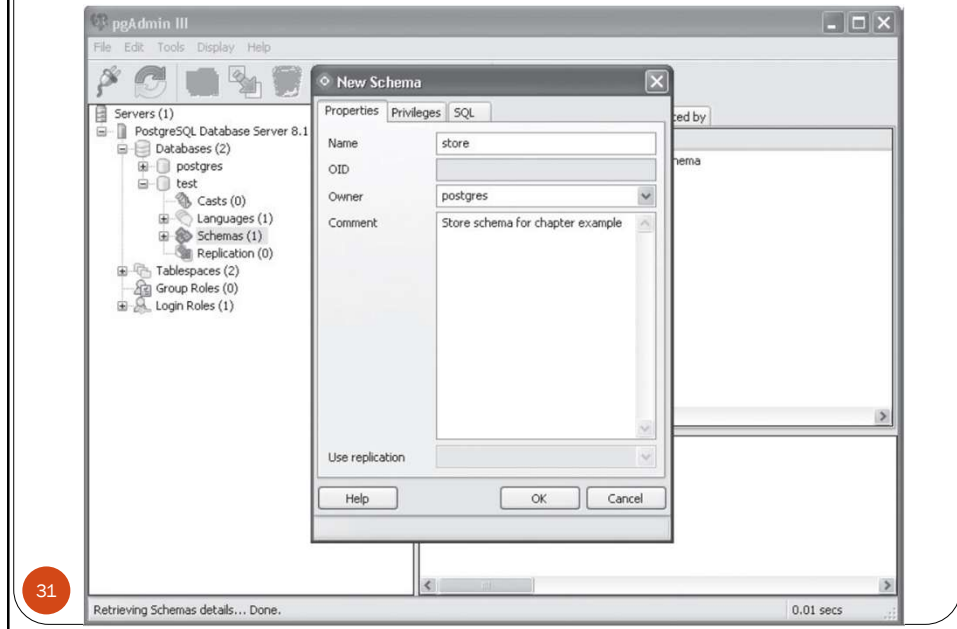 pgAdmin III
File Edit Tools Display Help
New Schema
Properties Privileges SQL
Servers (1)
PostgreSQL Database Server 8.1
Databases (2)
postgres
test
Casts (0)
Languages (1)
Schemas (1)
Replication (0)
Tablespaces (2)
Group Roles (0)
Login Roles (1)
Name store
OID
Owner postgres
Comment Store schema for chapter example
Use replication
Help OK Cancel
ted by
hema
31
Retrieving Schemas details... Done. 0.01 secs